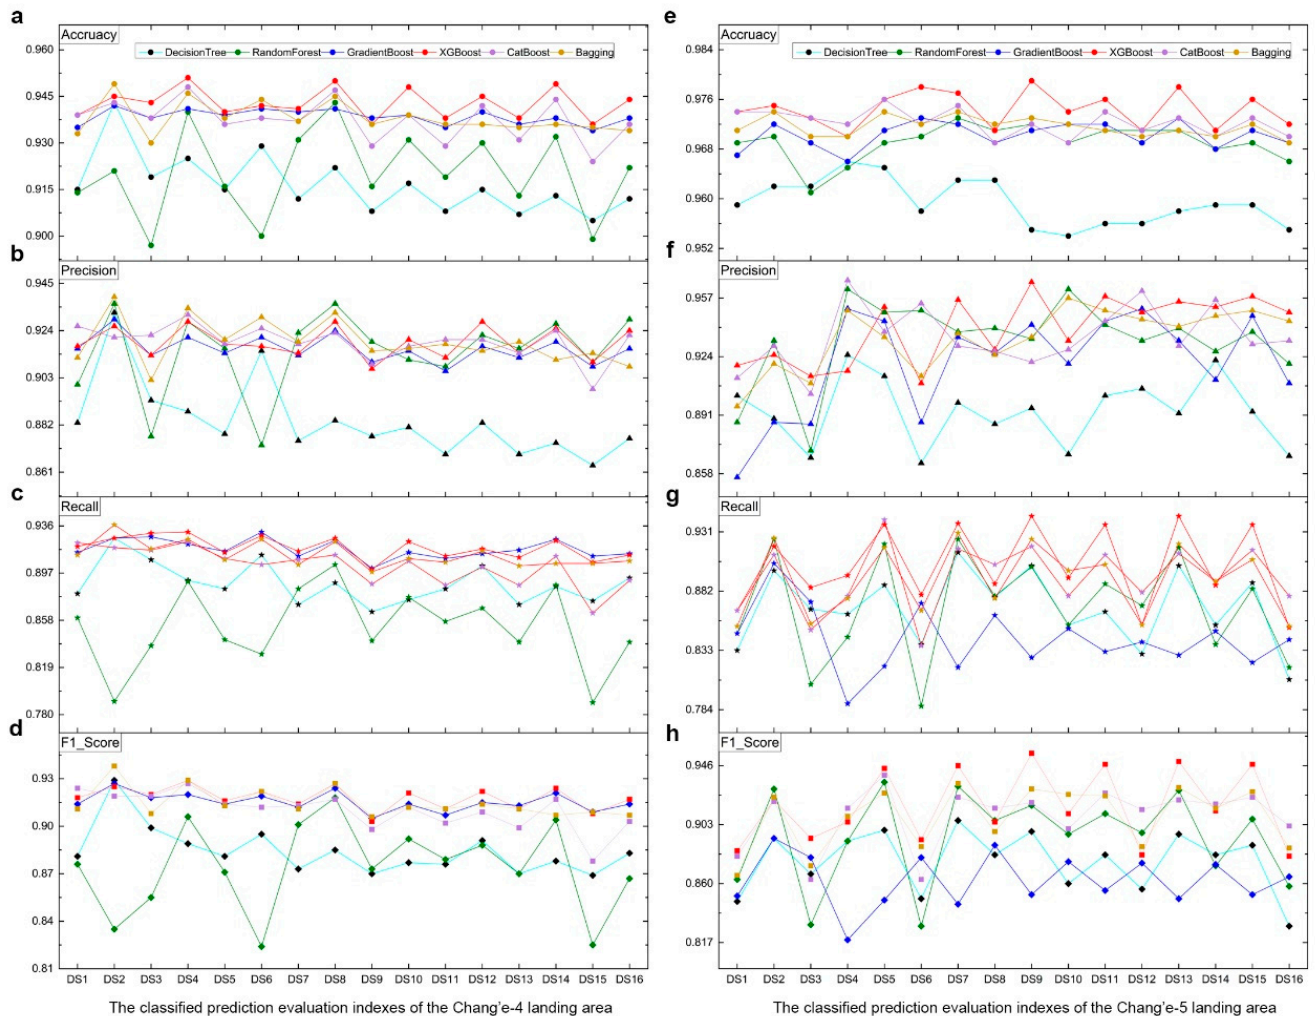 a
Accruacy
DecisionTree RandomForest GradientBoost XGBoost CatBoost Bagging
0.960
0.945
0.930
0.915
0.900
b
Precision
0.945
0.924
0.903
0.882
0.861
c
Recall
0.936
0.897
0.858
0.819
0.780
d
F1_Score
0.93
0.90
0.87
0.84
0.81
DS1 DS2 DS3 DS4 DS5 DS6 DS7 DS8 DS9 DS10 DS11 DS12 DS13 DS14 DS15 DS16
The classified prediction evaluation indexes of the Chang'e-4 landing area
e
Accruacy
DecisionTree RandomForest GradientBoost XGBoost CatBoost Bagging
0.984
0.976
0.968
0.960
0.952
f
Precision
0.957
0.924
0.891
0.858
g
Recall
0.931
0.882
0.833
0.784
h
F1_Score
0.946
0.903
0.860
0.817
DS1 DS2 DS3 DS4 DS5 DS6 DS7 DS8 DS9 DS10 DS11 DS12 DS13 DS14 DS15 DS16
The classified prediction evaluation indexes of the Chang'e-5 landing area